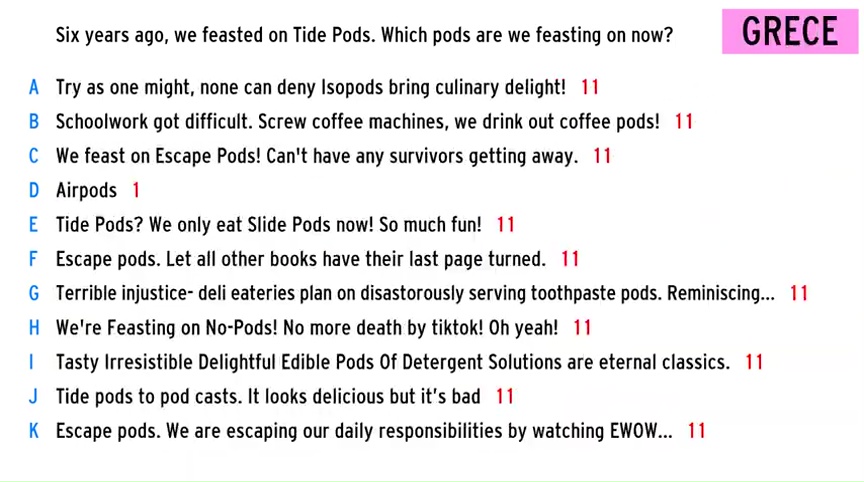 Six years ago, we feasted on Tide Pods. Which pods are we feasting on now?
GRECE
A Try as one might, none can deny Isopods bring culinary delight! 11
B Schoolwork got difficult. Screw coffee machines, we drink out coffee pods! 11
C We feast on Escape Pods! Can't have any survivors getting away. 11
D Airpods 1
E Tide Pods? We only eat Slide Pods now! So much fun! 11
F Escape pods. Let all other books have their last page turned. 11
G Terrible injustice- deli eateries plan on disastorously serving toothpaste pods. Reminiscing... 11
H We're Feasting on No-Pods! No more death by tiktok! Oh yeah! 11
I Tasty Irresistible Delightful Edible Pods Of Detergent Solutions are eternal classics. 11
J Tide pods to pod casts. It looks delicious but it's bad 11
K Escape pods. We are escaping our daily responsibilities by watching EWOW... 11